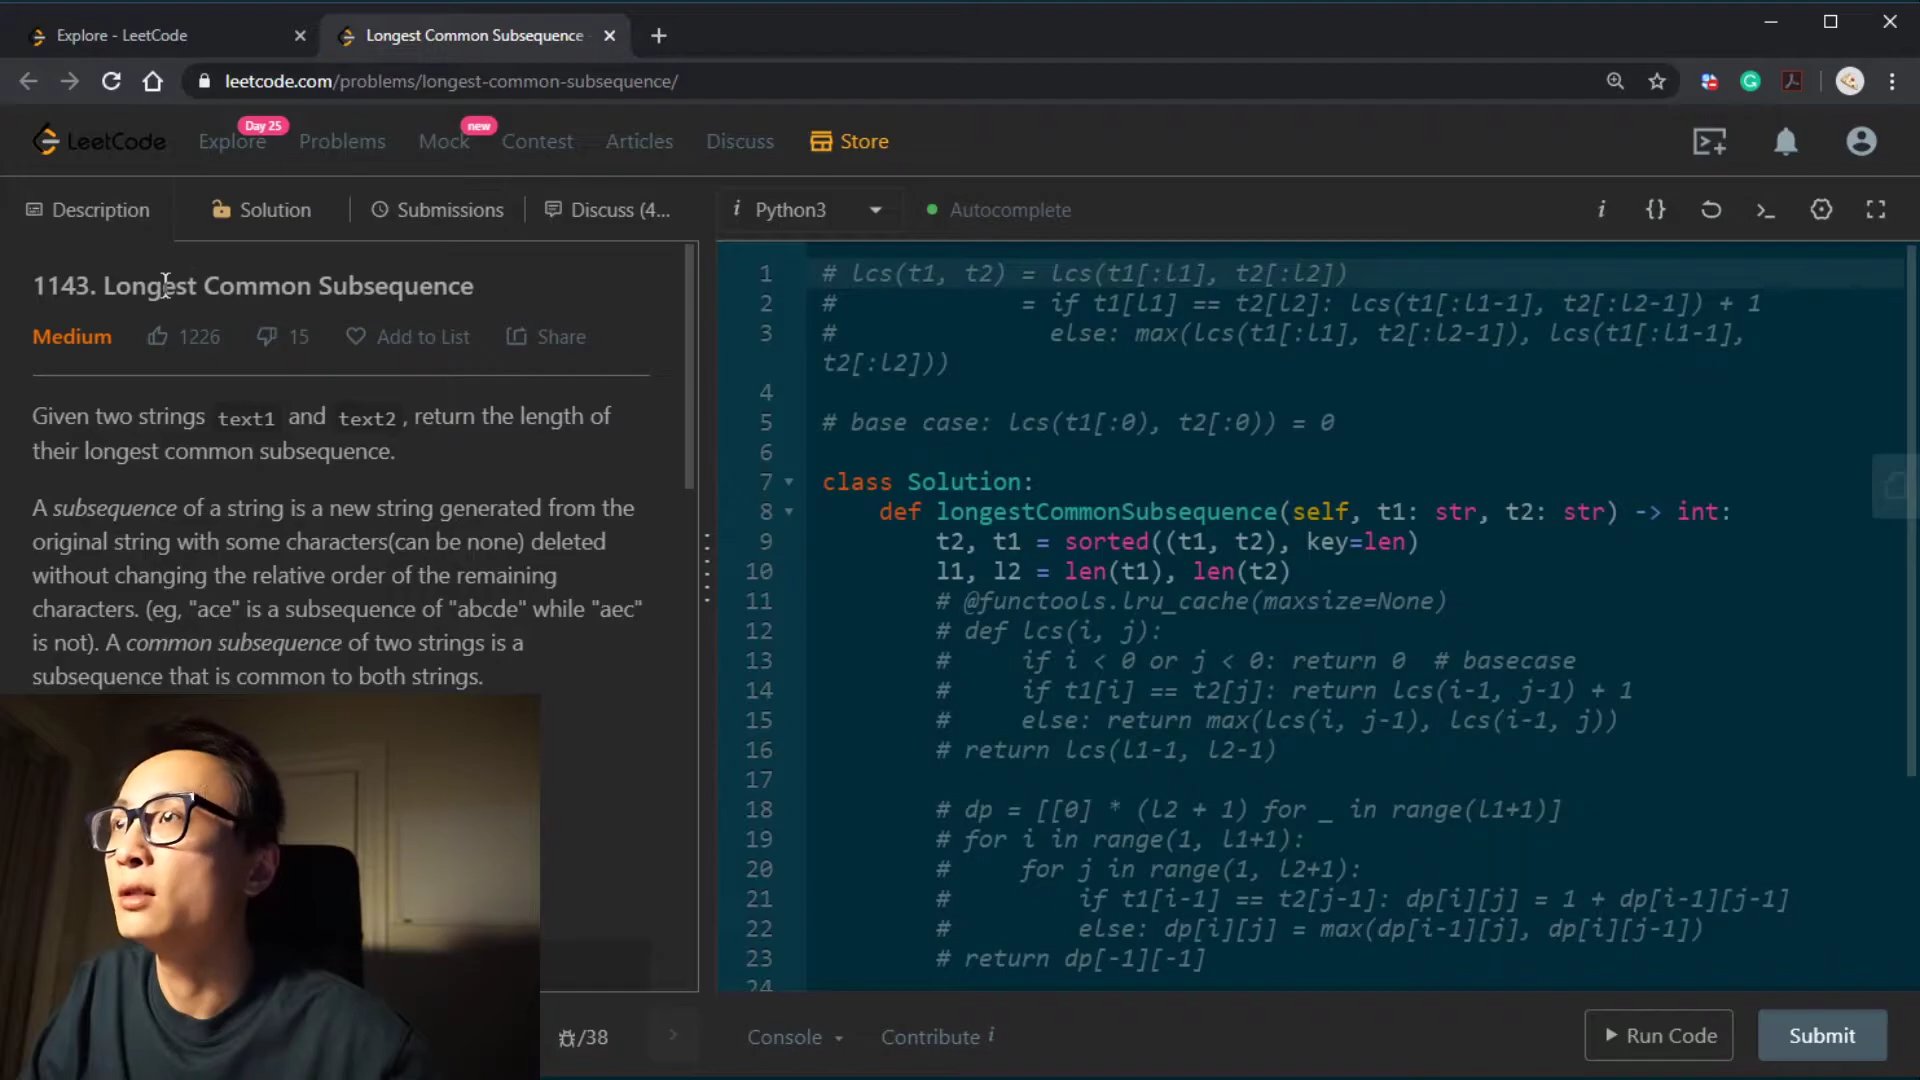 Explore - LeetCode
Longest Common Subsequence
leetcode.com/problems/longest-common-subsequence/
LeetCode
Explore
Day 25
Problems
Mock
new
Contest
Articles
Discuss
Store
Description
Solution
Submissions
Discuss (4...
i Python3
Autocomplete
1143. Longest Common Subsequence
Medium
1226
15
Add to List
Share
Given two strings text1 and text2, return the length of
their longest common subsequence.
A subsequence of a string is a new string generated from the
original string with some characters(can be none) deleted
without changing the relative order of the remaining
characters. (eg, "ace" is a subsequence of "abcde" while "aec"
is not). A common subsequence of two strings is a
subsequence that is common to both strings.
/38
1 # lcs(t1, t2) = lcs(t1[:l1], t2[:l2])
2 # = if t1[l1] == t2[l2]: lcs(t1[:l1-1], t2[:l2-1]) + 1
3 # else: max(lcs(t1[:l1], t2[:l2-1]), lcs(t1[:l1-1],
t2[:l2]))
4
5 # base case: lcs(t1[:0), t2[:0)) = 0
6
7 class Solution:
8 def longestCommonSubsequence(self, t1: str, t2: str) -> int:
9 t2, t1 = sorted((t1, t2), key=len)
10 l1, l2 = len(t1), len(t2)
11 # @functools.lru_cache(maxsize=None)
12 # def lcs(i, j):
13 # if i < 0 or j < 0: return 0 # basecase
14 # if t1[i] == t2[j]: return lcs(i-1, j-1) + 1
15 # else: return max(lcs(i, j-1), lcs(i-1, j))
16 # return lcs(l1-1, l2-1)
17
18 # dp = [[0] * (l2 + 1) for _ in range(l1+1)]
19 # for i in range(1, l1+1):
20 # for j in range(1, l2+1):
21 # if t1[i-1] == t2[j-1]: dp[i][j] = 1 + dp[i-1][j-1]
22 # else: dp[i][j] = max(dp[i-1][j], dp[i][j-1])
23 # return dp[-1][-1]
24
Console
Contribute i
Run Code
Submit